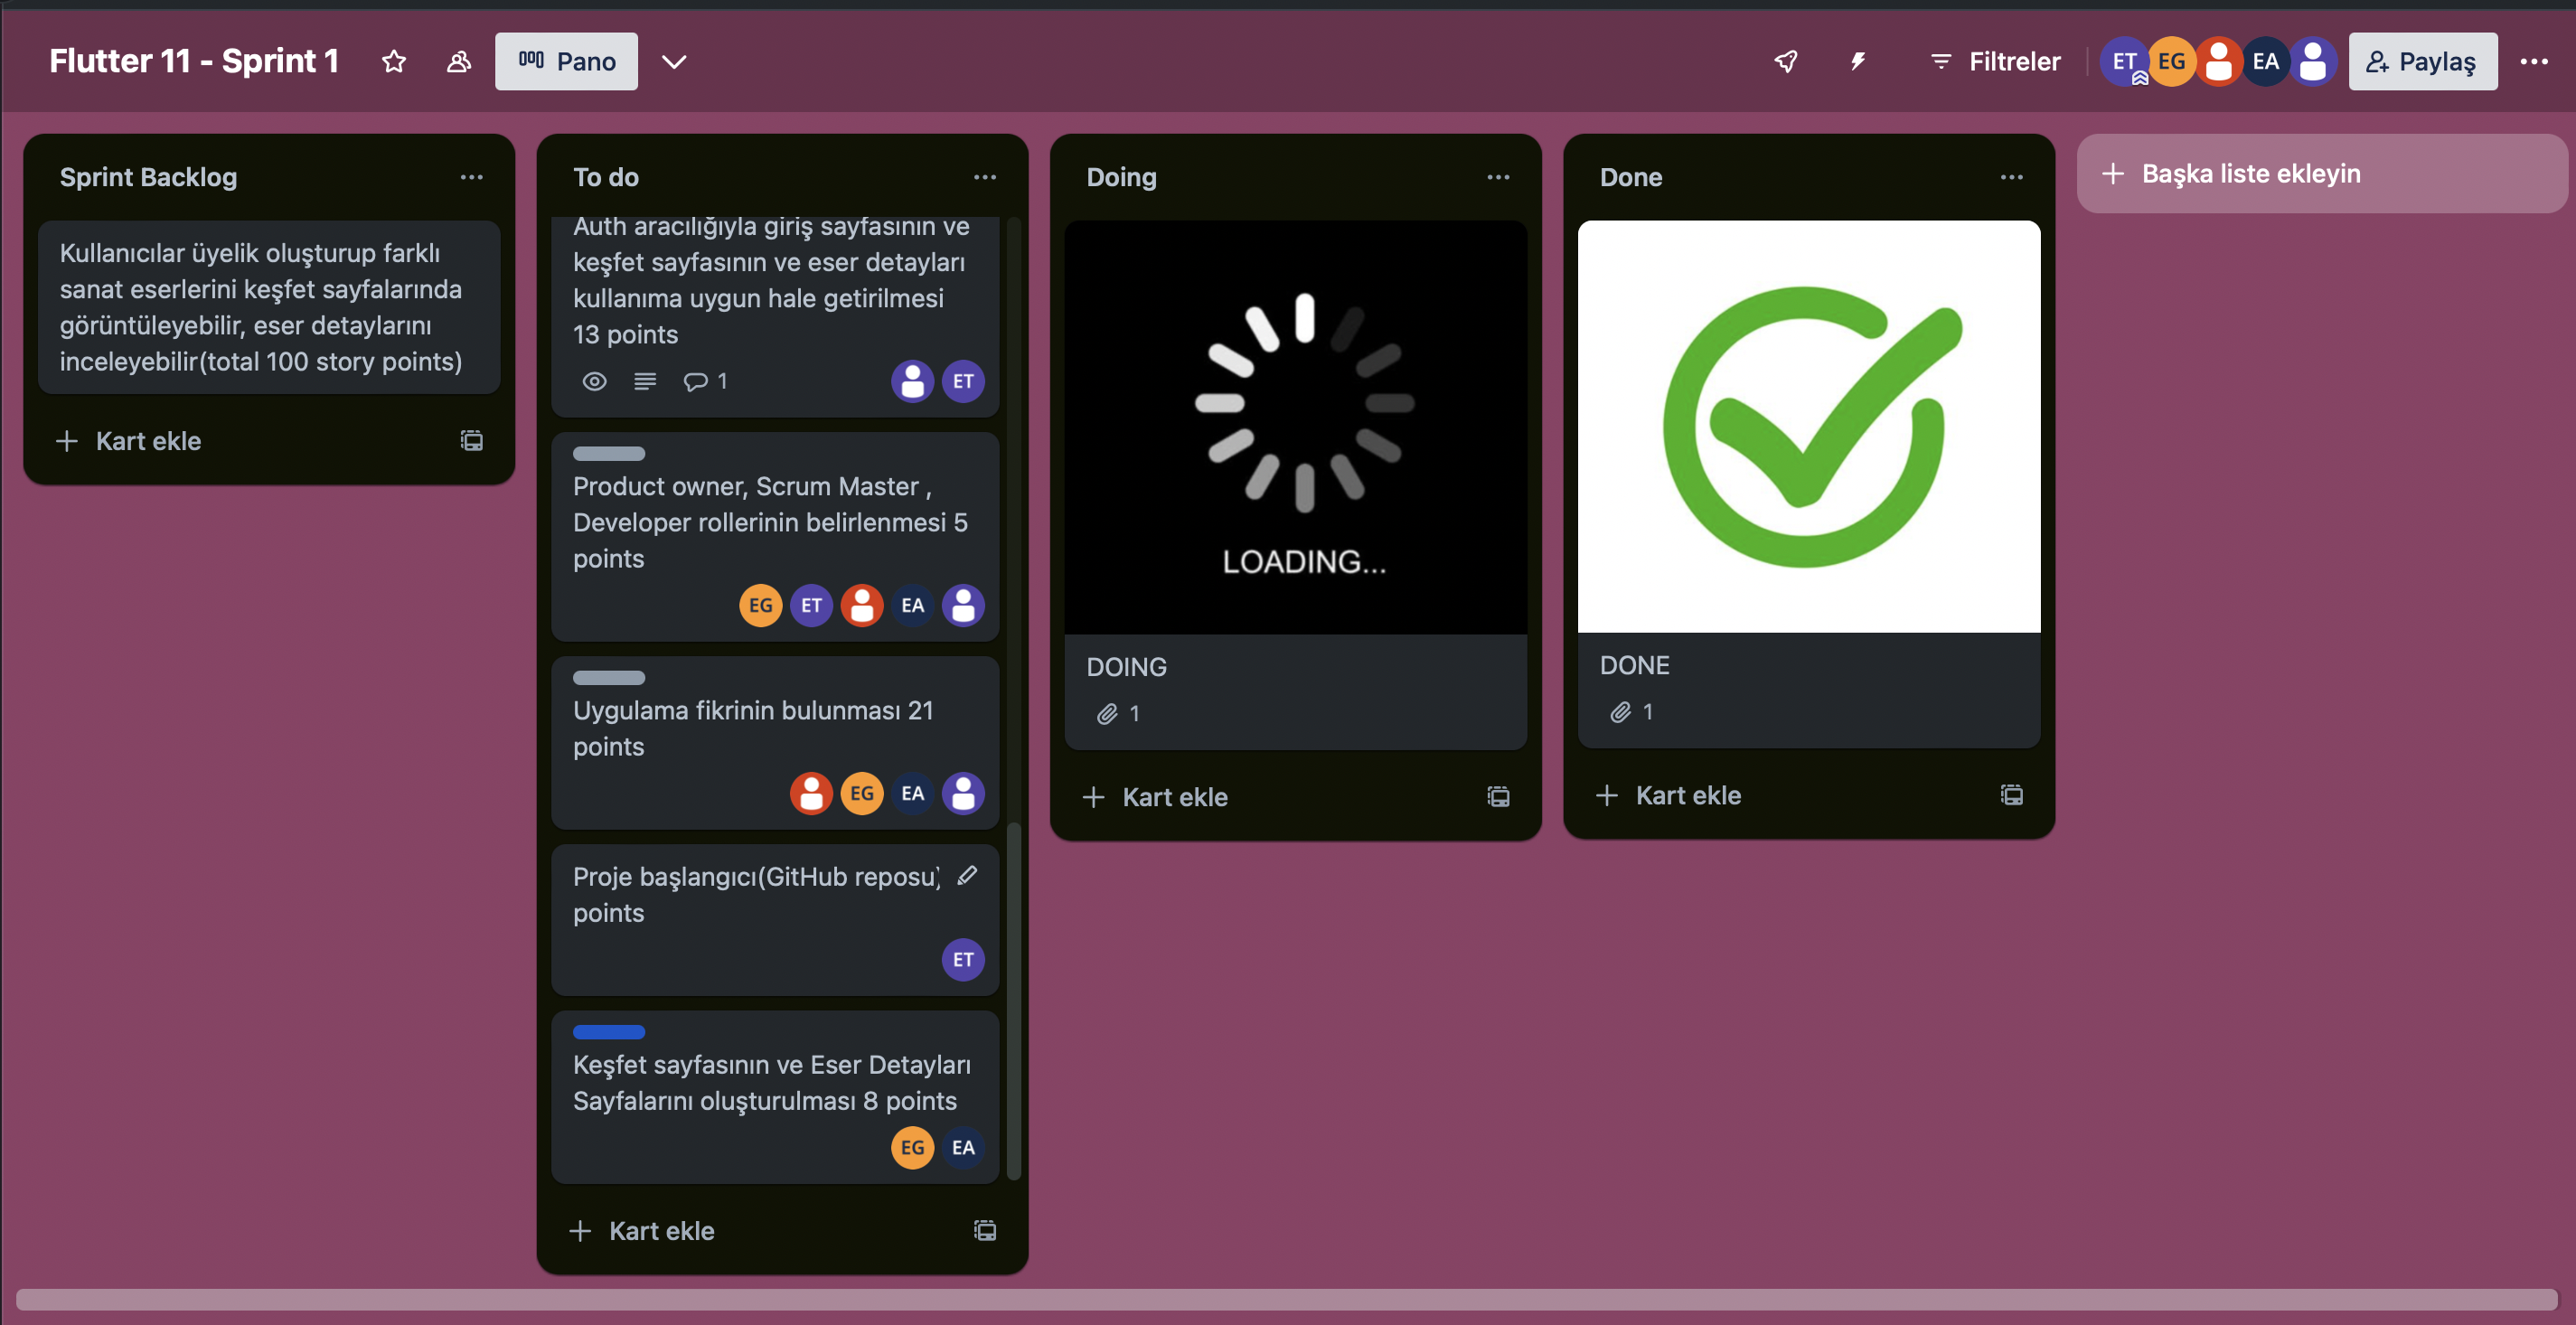 Flutter 11 - Sprint 1
Pano
Filtreler
ET
EG
EA
Paylaş
Sprint Backlog
Kullanıcılar üyelik oluşturup farklı
sanat eserlerini keşfet sayfalarında
görüntüleyebilir, eser detaylarını
inceleyebilir(total 100 story points)
Kart ekle
To do
Auth aracılığıyla giriş sayfasının ve
keşfet sayfasının ve eser detayları
kullanıma uygun hale getirilmesi
13 points
1
ET
Product owner, Scrum Master ,
Developer rollerinin belirlenmesi 5
points
EG
ET
EA
Uygulama fikrinin bulunması 21
points
EG
EA
Proje başlangıcı(GitHub reposu)
points
ET
Keşfet sayfasının ve Eser Detayları
Sayfalarını oluşturulması 8 points
EG
EA
Kart ekle
Doing
LOADING...
DOING
1
Kart ekle
Done
DONE
1
Kart ekle
Başka liste ekleyin